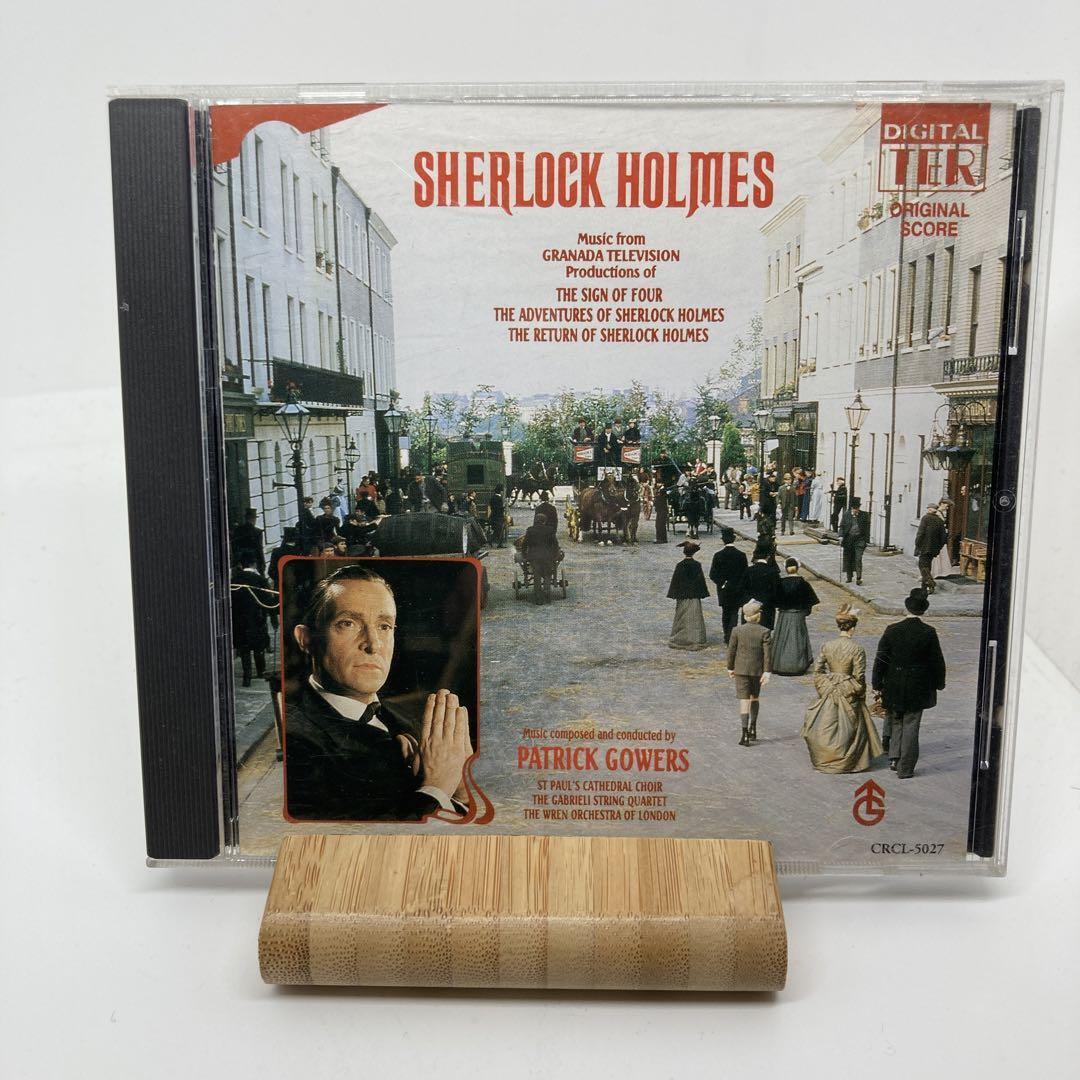 SHERLOCK HOLMES
DIGITAL
TER
ORIGINAL
SCORE
Music from
GRANADA TELEVISION
Productions of
THE SIGN OF FOUR
THE ADVENTURES OF SHERLOCK HOLMES
THE RETURN OF SHERLOCK HOLMES
Music composed and conducted by
PATRICK GOWERS
ST PAUL'S CATHEDRAL CHOIR
THE GABRIELI STRING QUARTET
THE WREN ORCHESTRA OF LONDON
CRCL-5027